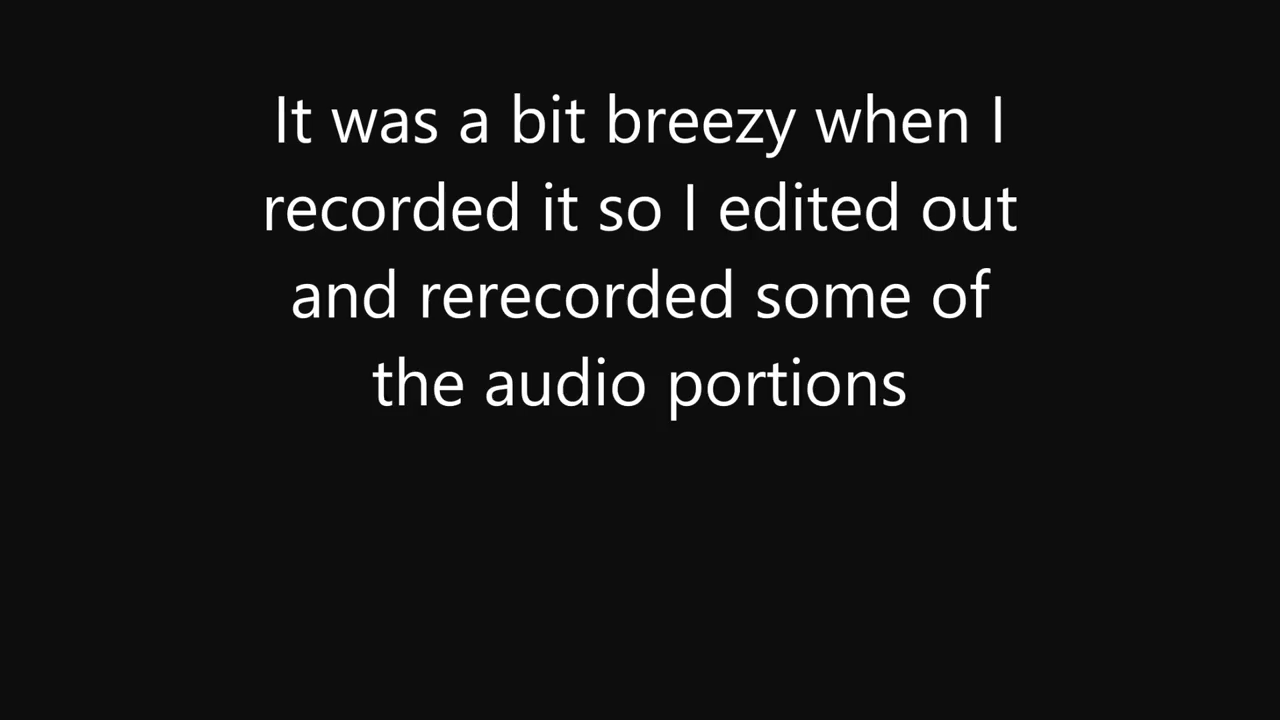 It was a bit breezy when I
recorded it so I edited out
and rerecorded some of
the audio portions